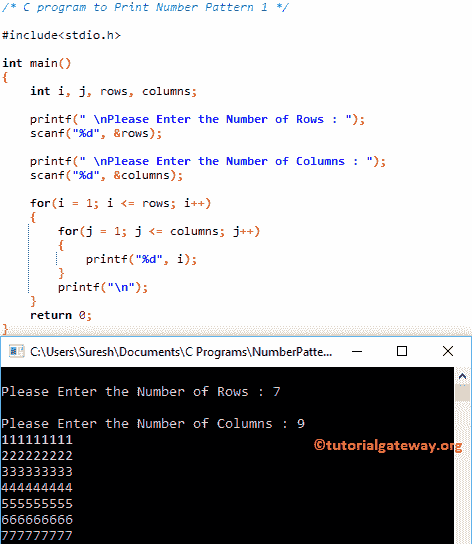 /* C program to Print Number Pattern 1 */
#include<stdio.h>
int main()
{
int i, j, rows, columns;
printf(" \nPlease Enter the Number of Rows : ");
scanf("%d", &rows);
printf(" \nPlease Enter the Number of Columns : ");
scanf("%d", &columns);
for(i = 1; i <= rows; i++)
{
for(j = 1; j <= columns; j++)
{
printf("%d", i);
}
printf("\n");
}
return 0;
}
C:\Users\Suresh\Documents\C Programs\NumberPatte...
Please Enter the Number of Rows : 7
Please Enter the Number of Columns : 9
©tutorialgateway.org
111111111
222222222
333333333
444444444
555555555
666666666
777777777